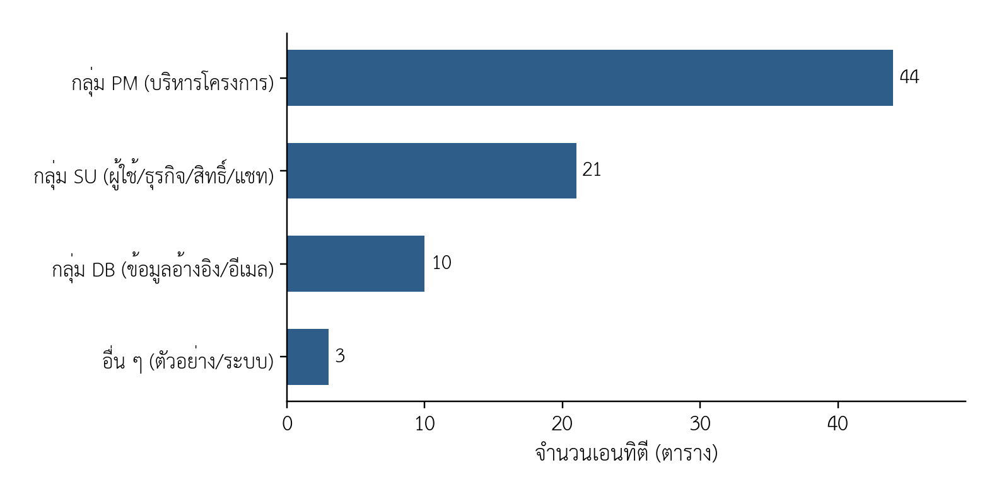 กลุ่ม PM (บริหารโครงการ)
44
กลุ่ม SU (ผู้ใช้/ธุรกิจ/สิทธิ์/แชท)
21
กลุ่ม DB (ข้อมูลอ้างอิง/อีเมล)
10
อื่น ๆ (ตัวอย่าง/ระบบ)
3
0 10 20 30 40
จำนวนเอนทิตี (ตาราง)